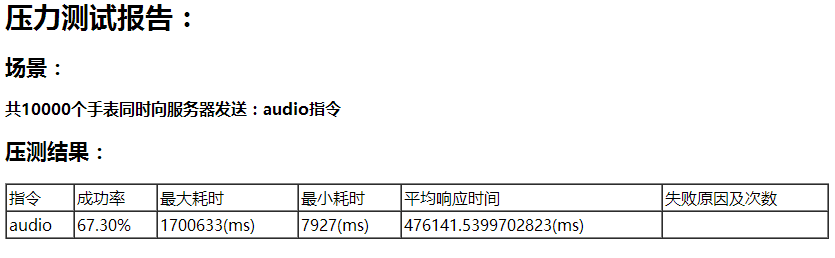 压力测试报告：
场景：
共10000个手表同时向服务器发送：audio指令
压测结果：
指令 成功率 最大耗时 最小耗时 平均响应时间 失败原因及次数
audio 67.30% 1700633(ms) 7927(ms) 476141.5399702823(ms)